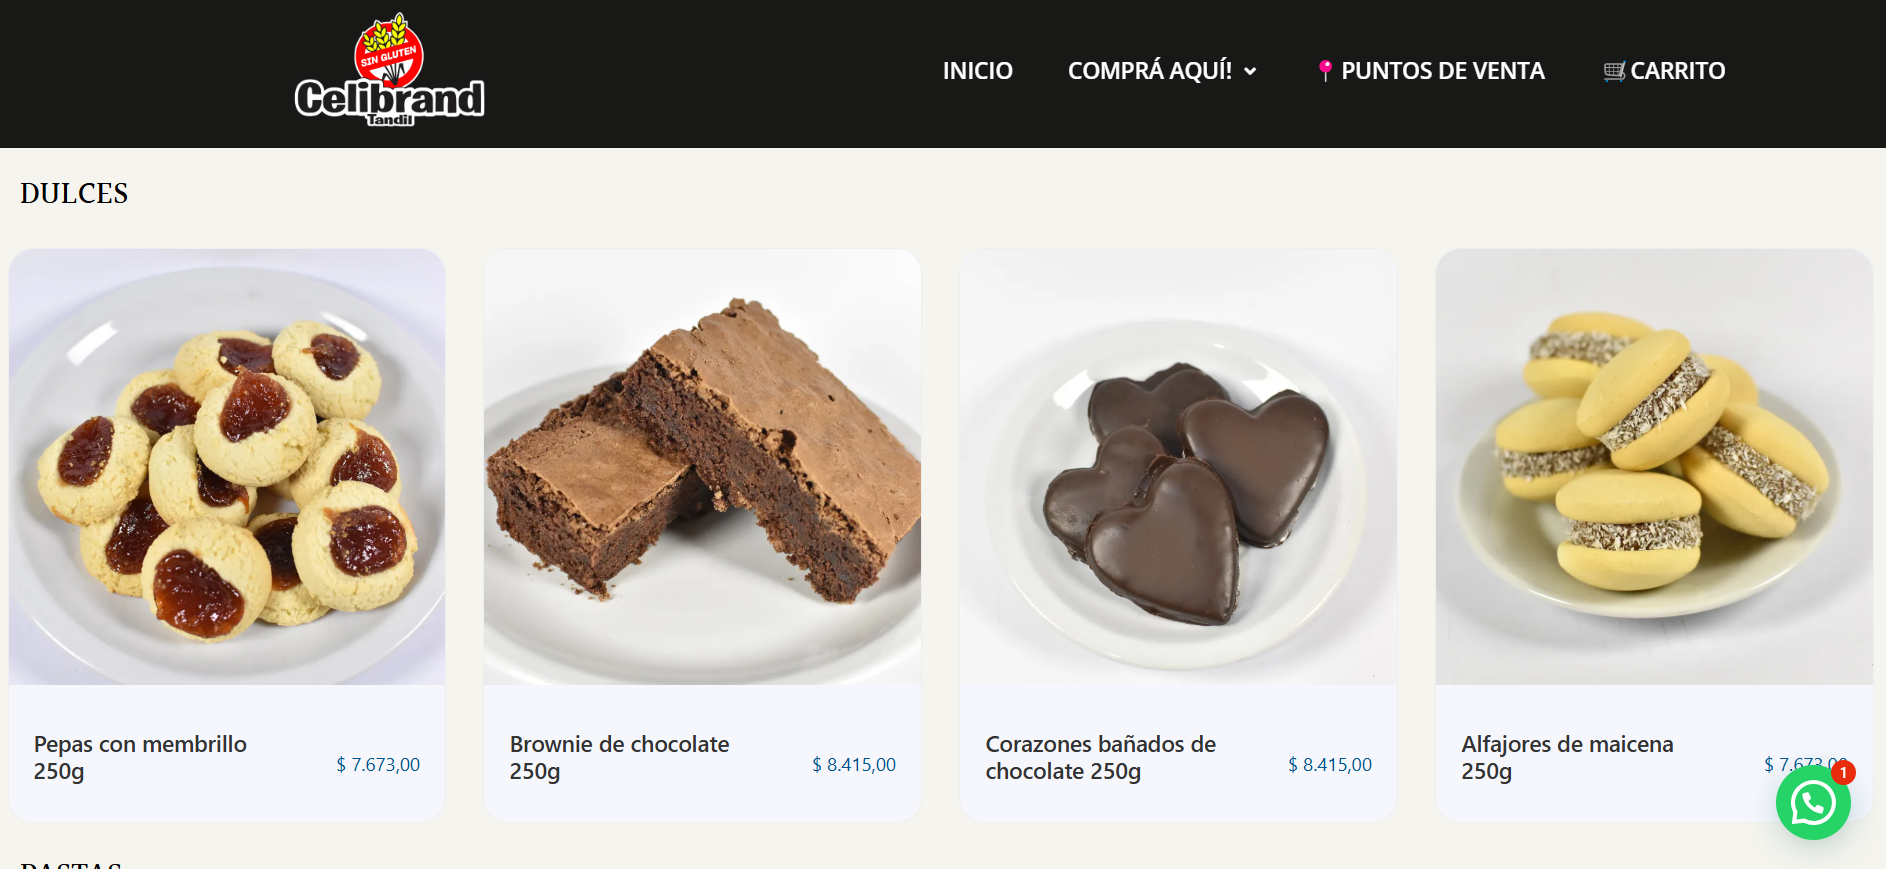 SIN GLUTEN
Celibrand
Tandil
INICIO
COMPRÁ AQUÍ!
PUNTOS DE VENTA
CARRITO
DULCES
Pepas con membrillo
250g
$ 7.673,00
Brownie de chocolate
250g
$ 8.415,00
Corazones bañados de
chocolate 250g
$ 8.415,00
Alfajores de maicena
250g
$ 7.673,00
1
PASTAS